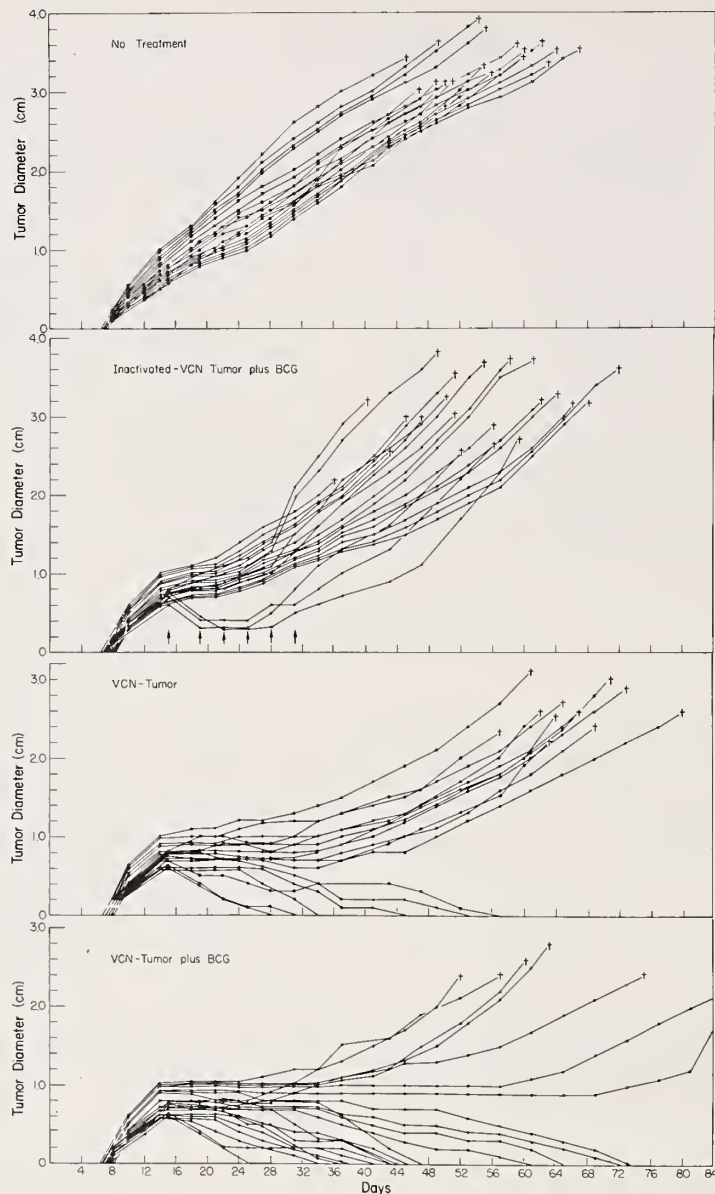 4.0
No Treatment
3.0
2.0
1.0
0
Tumor Diameter (cm)
4.0
Inactivated-VCN Tumor plus BCG
3.0
2.0
1.0
0
Tumor Diameter (cm)
3.0
VCN-Tumor
2.0
1.0
0
Tumor Diameter (cm)
3.0
VCN-Tumor plus BCG
2.0
1.0
0
Tumor Diameter (cm)
4 8 12 16 20 24 28 32 36 40 44 48 52 56 60 64 68 72 76 80 84
Days